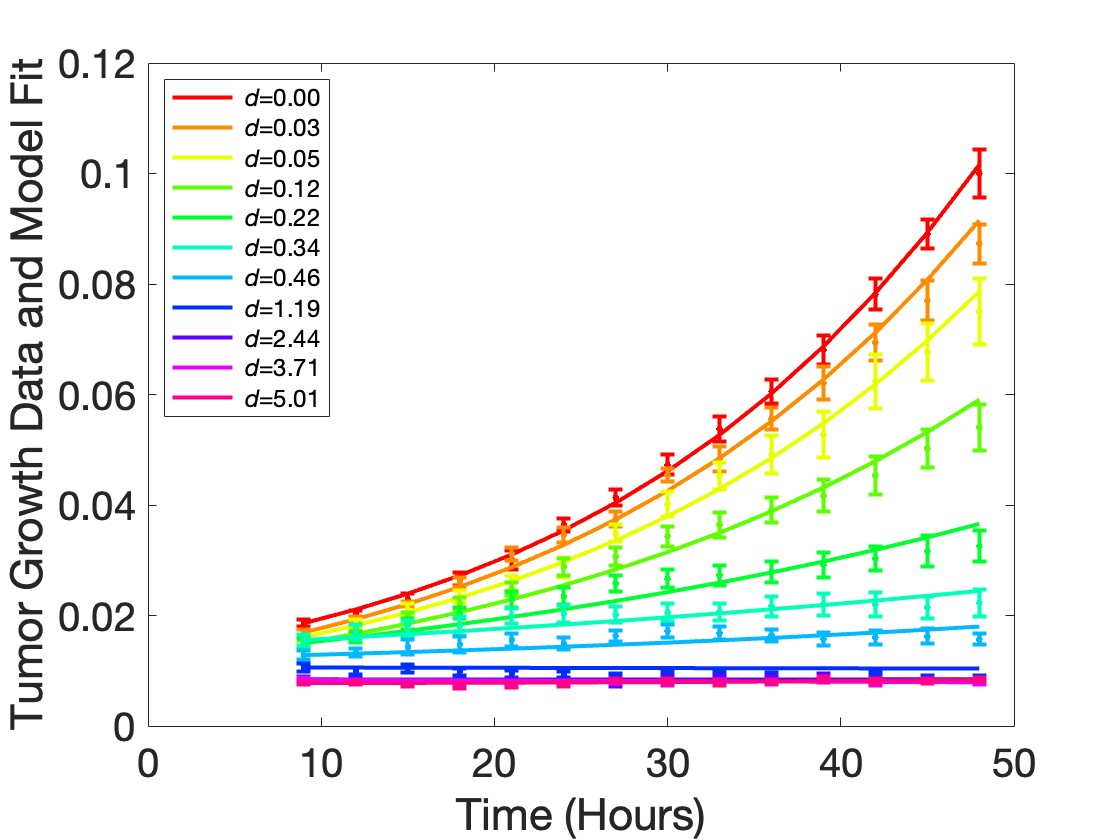 Tumor Growth Data and Model Fit
0.12
0.1
0.08
0.06
0.04
0.02
0
d=0.00
d=0.03
d=0.05
d=0.12
d=0.22
d=0.34
d=0.46
d=1.19
d=2.44
d=3.71
d=5.01
0 10 20 30 40 50
Time (Hours)